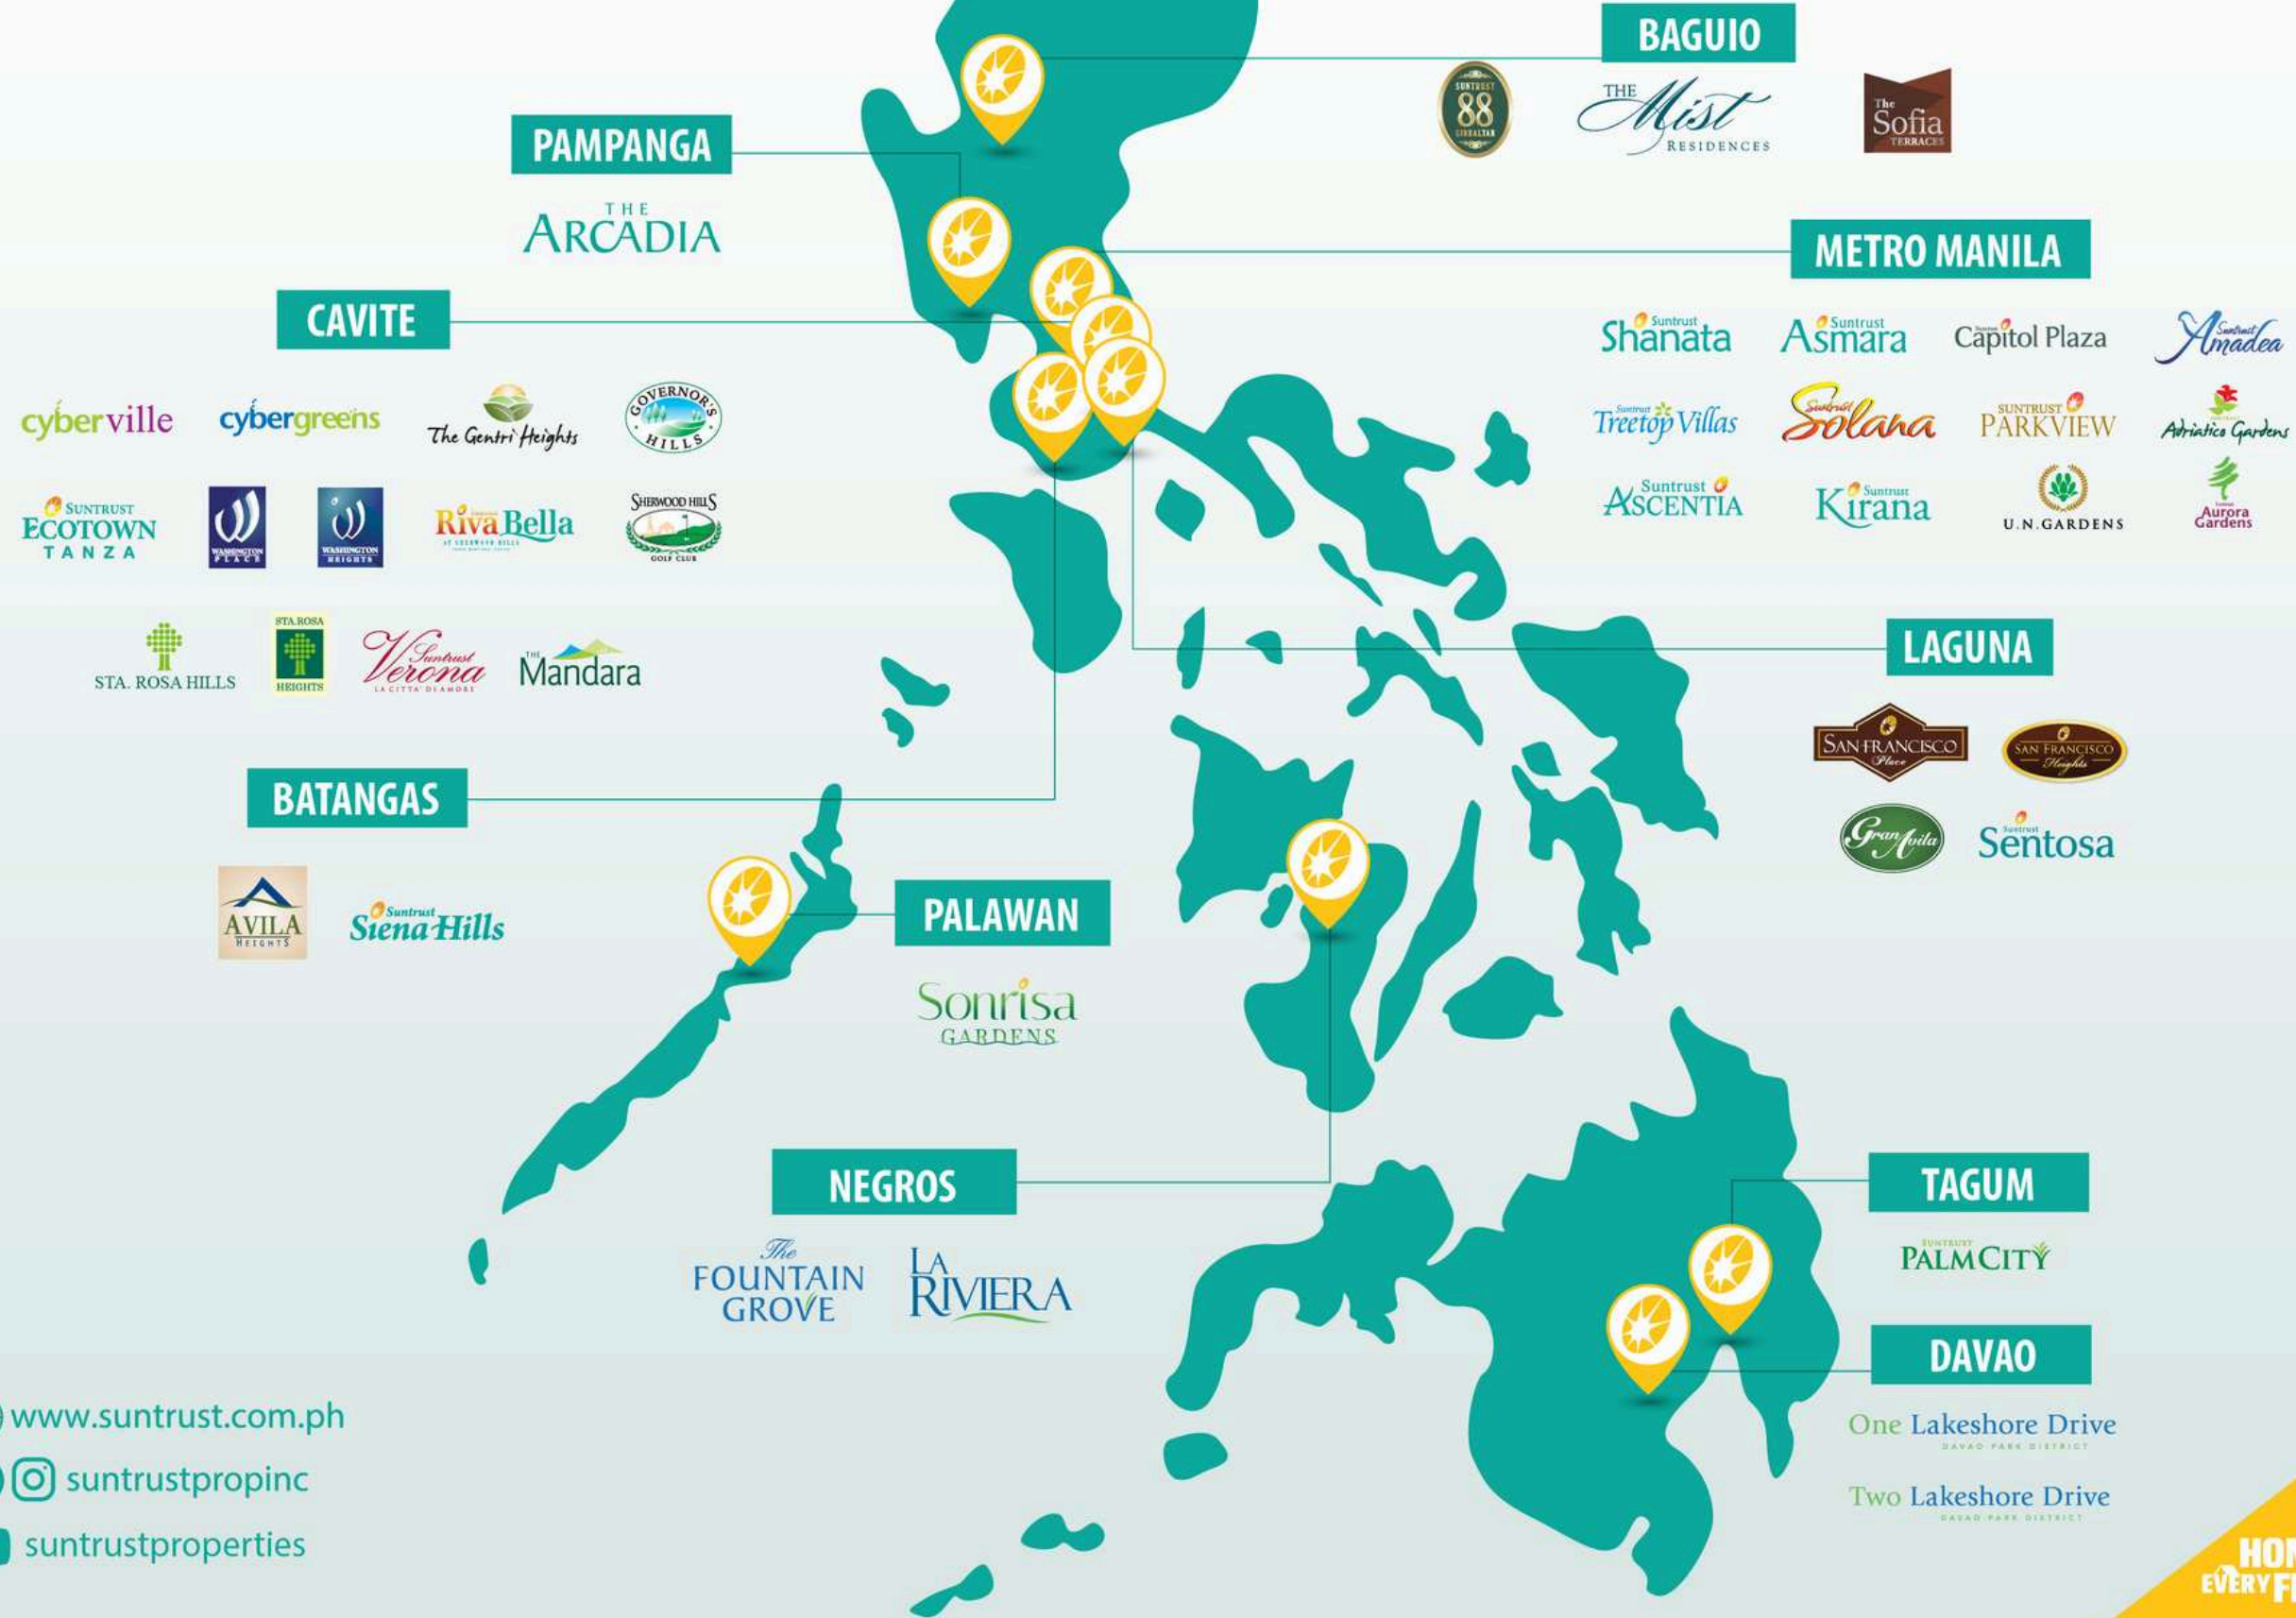 BAGUIO
SUNTRUST
88
GIBRALTAR
THE
Mist
RESIDENCES
The
Sofia
TERRACES
PAMPANGA
THE
ARCADIA
METRO MANILA
Suntrust
Shanata
Suntrust
Asmara
Capitol Plaza
Suntrust
Amadea
Suntrust
Treetop Villas
Suntrust
Solana
SUNTRUST
PARKVIEW
Adriatico Gardens
Suntrust
ASCENTIA
Suntrust
Kirana
U.N.GARDENS
Aurora
Gardens
CAVITE
cyberville
cybergreens
The Gentri Heights
GOVERNOR'S
HILLS
SUNTRUST
ECOTOWN
TANZA
WASHINGTON
PLACE
WASHINGTON
HEIGHTS
Riva Bella
AT SHERWOOD HILLS
SHERWOOD HILLS
GOLF CLUB
STA. ROSA HILLS
STA.ROSA
HEIGHTS
Suntrust
Verona
LA CITTA' DI AMORE
THE
Mandara
LAGUNA
SAN FRANCISCO
Place
SAN FRANCISCO
Heights
Gran Avila
Suntrust
Sentosa
BATANGAS
AVILA
HEIGHTS
Suntrust
Siena Hills
PALAWAN
Sonrisa
GARDENS
NEGROS
The
FOUNTAIN
GROVE
LA
RIVIERA
TAGUM
SUNTRUST
PALMCITY
DAVAO
One Lakeshore Drive
DAVAO PARK DISTRICT
Two Lakeshore Drive
DAVAO PARK DISTRICT
www.suntrust.com.ph
suntrustpropinc
suntrustproperties
EVERY